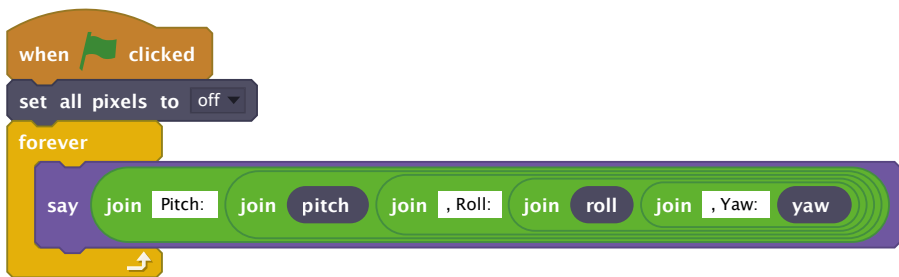 when clicked
set all pixels to off
forever
say join Pitch: join pitch join , Roll: join roll join , Yaw: yaw